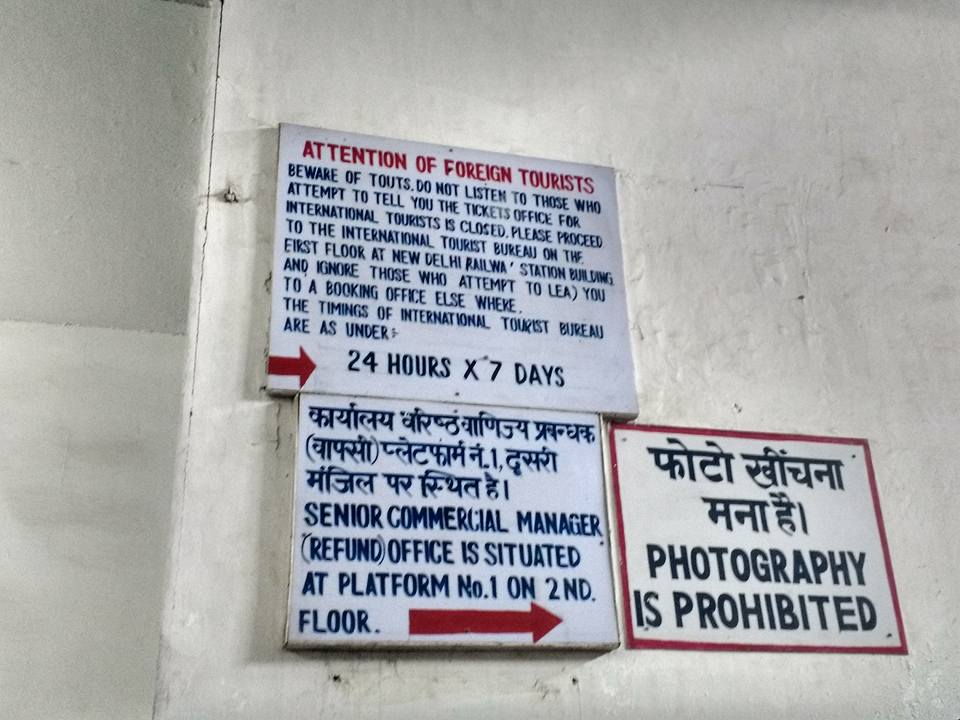 ATTENTION OF FOREIGN TOURISTS
BEWARE OF TOUTS. DO NOT LISTEN TO THOSE WHO
ATTEMPT TO TELL YOU THE TICKETS OFFICE FOR
INTERNATIONAL TOURISTS IS CLOSED. PLEASE PROCEED
TO THE INTERNATIONAL TOURIST BUREAU ON THE
FIRST FLOOR AT NEW DELHI RAILWA' STATION BUILDING
AND IGNORE THOSE WHO ATTEMPT TO LEA) YOU
TO A BOOKING OFFICE ELSE WHERE.
THE TIMINGS OF INTERNATIONAL TOURIST BUREAU
ARE AS UNDER:-
24 HOURS X 7 DAYS
कार्यालय वरिष्ठ वाणिज्य प्रबन्धक
(वापसी) प्लेटफार्म नं.1, दूसरी
मंजिल पर स्थित है।
SENIOR COMMERCIAL MANAGER
(REFUND) OFFICE IS SITUATED
AT PLATFORM No.1 ON 2ND.
FLOOR.
फोटो खींचना
मना है।
PHOTOGRAPHY
IS PROHIBITED